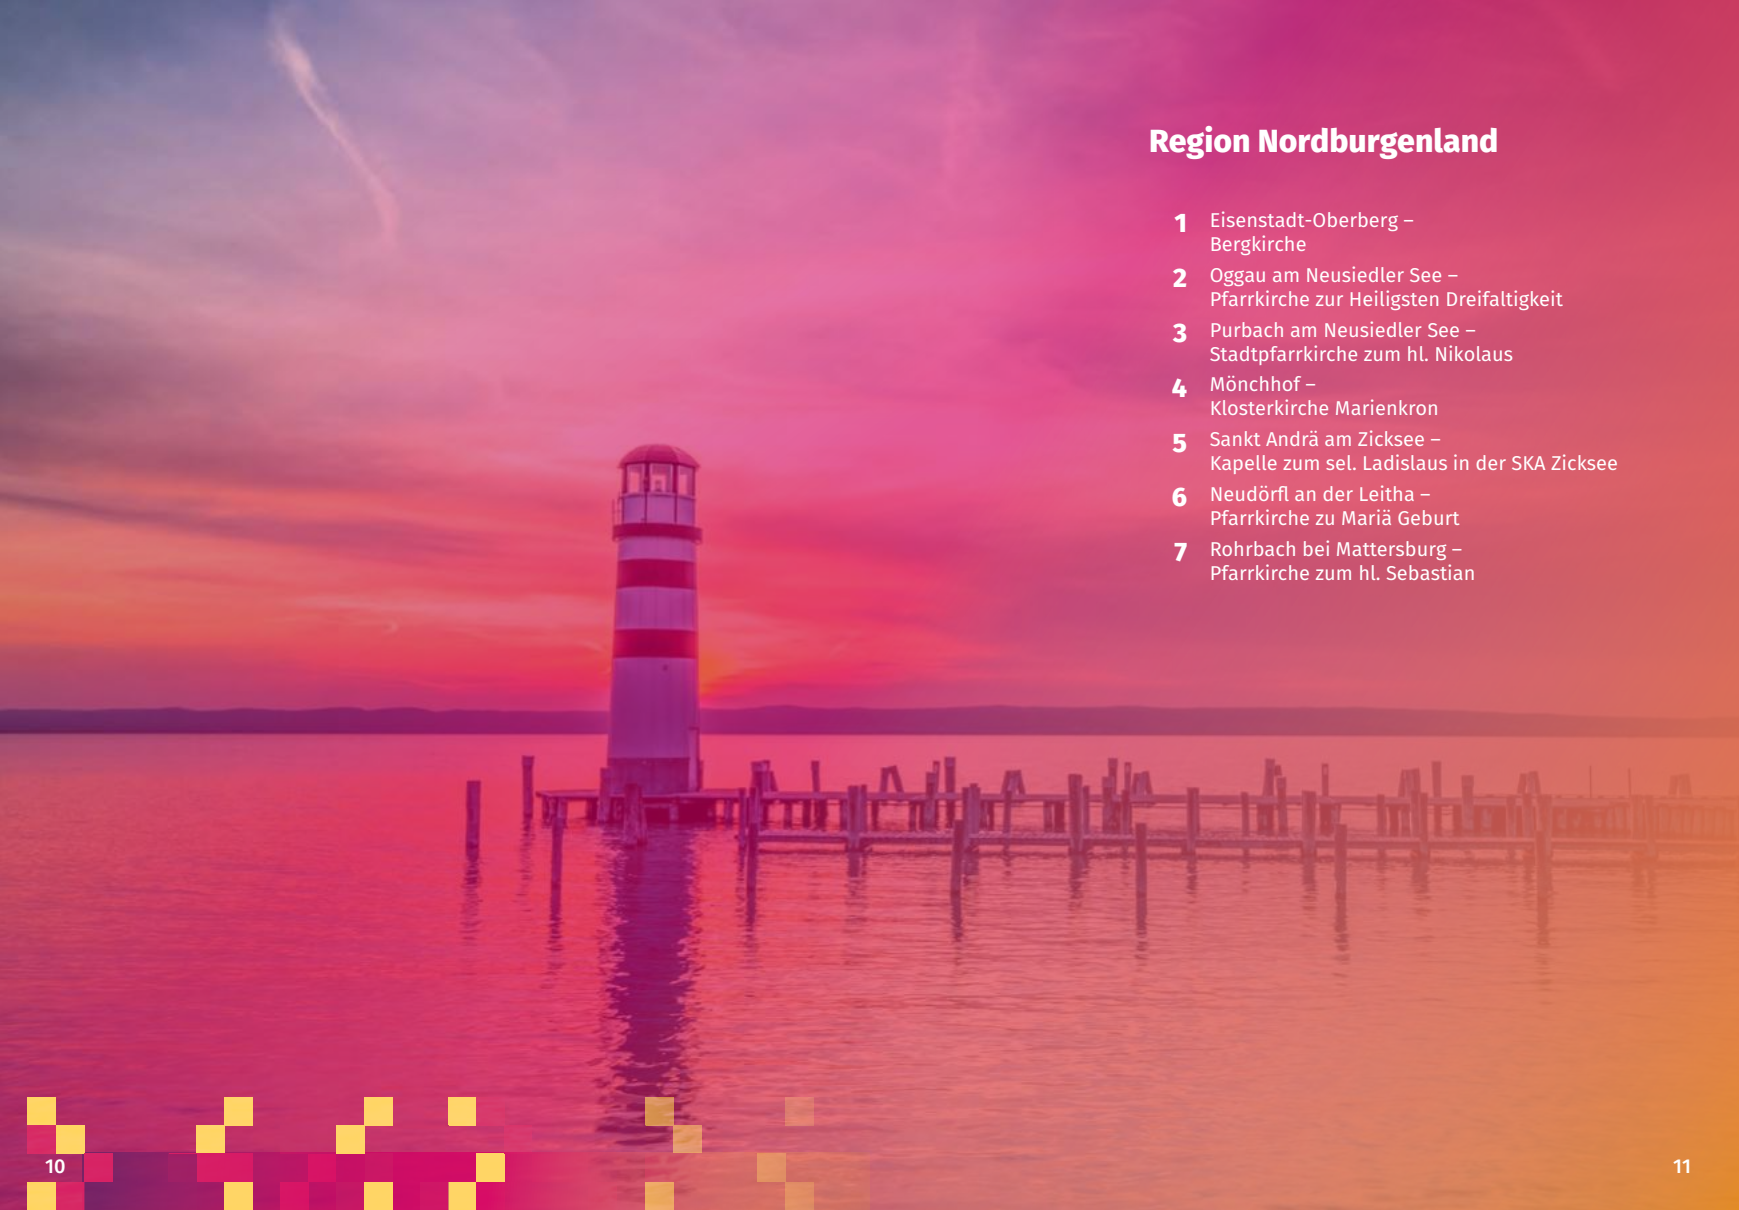 Region Nordburgenland
1 Eisenstadt-Oberberg –
Bergkirche
2 Oggau am Neusiedler See –
Pfarrkirche zur Heiligsten Dreifaltigkeit
3 Purbach am Neusiedler See –
Stadtpfarrkirche zum hl. Nikolaus
4 Mönchhof –
Klosterkirche Marienkron
5 Sankt Andrä am Zicksee –
Kapelle zum sel. Ladislaus in der SKA Zicksee
6 Neudörfl an der Leitha –
Pfarrkirche zu Mariä Geburt
7 Rohrbach bei Mattersburg –
Pfarrkirche zum hl. Sebastian
10
11